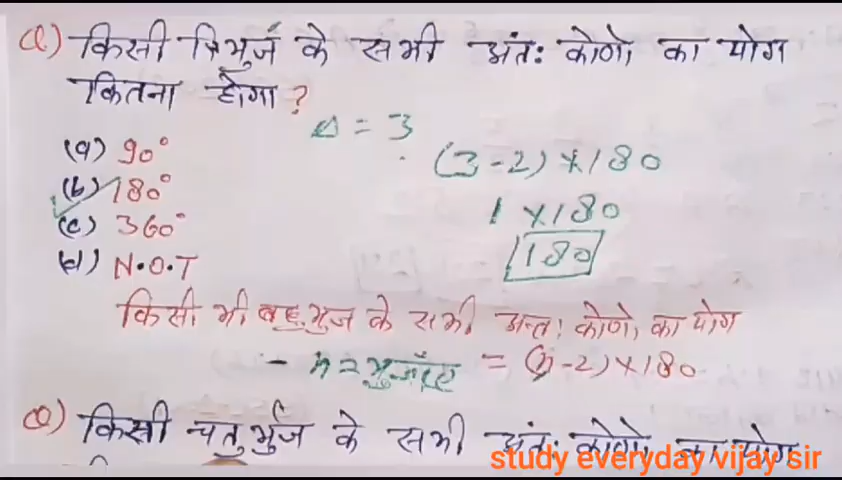 Q) किसी त्रिभुज के सभी अंतः कोणो का योग
कितना होगा?
△ = 3
(a) 90°
(b) 180°
(c) 360°
(d) N.O.T
(3-2) × 180
1 × 180
180
किसी भी बहुभुज के सभी अन्तः कोणो का योग
- n = भुजाएँ = (n-2) × 180
Q) किसी चतुर्भुज के सभी अंतः कोणो का योग
study everyday vijay sir